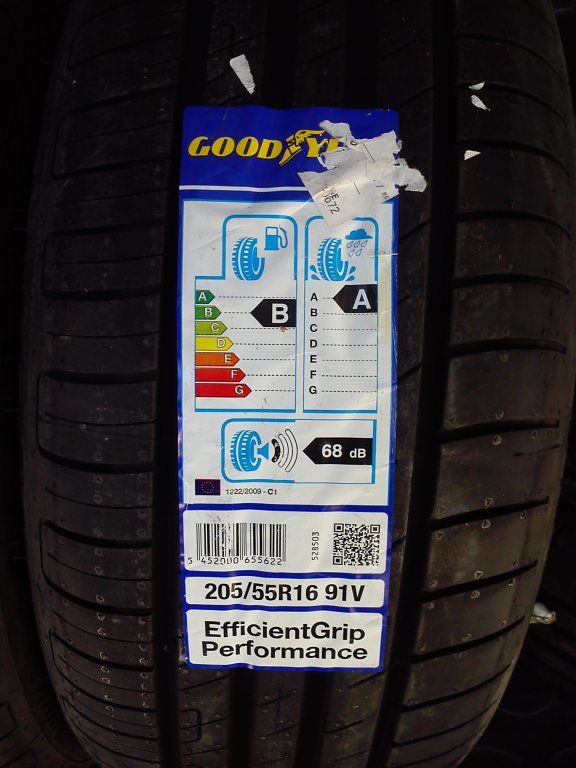 GOOD
A
B
C
D
E
F
G
B
A
B
C
D
E
F
G
A
68 dB
1222/2009 - C1
5 452000 655622
528503
205/55R16 91V
EfficientGrip
Performance